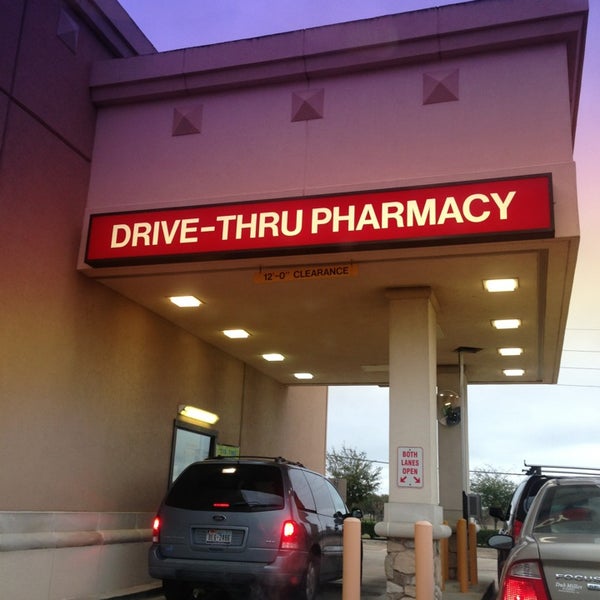 DRIVE-THRU PHARMACY
12'-0" CLEARANCE
BOTH
LANES
OPEN
FOCUS